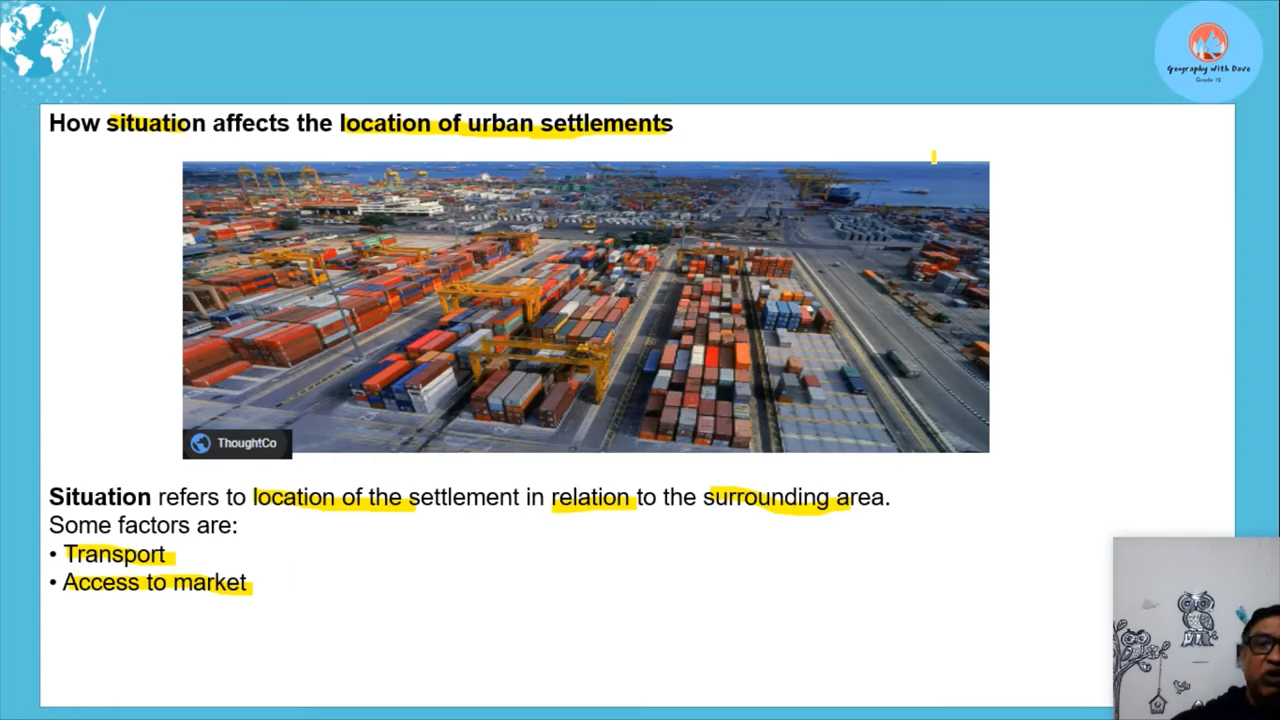 Geography with Dave
Grade 12
How situation affects the location of urban settlements
ThoughtCo
Situation refers to location of the settlement in relation to the surrounding area.
Some factors are:
• Transport
• Access to market